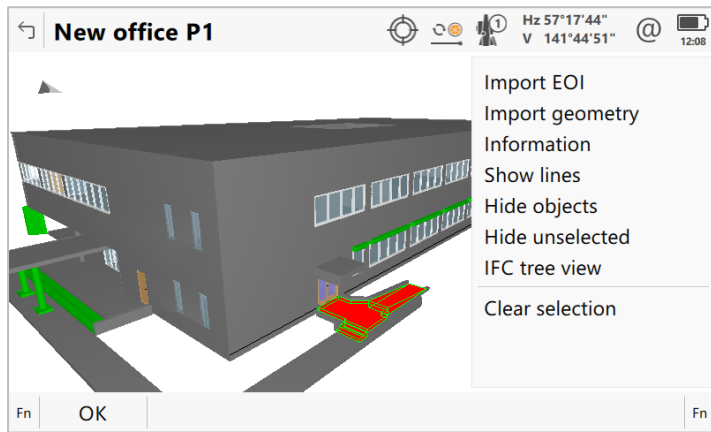 New office P1
1
Hz 57°17'44"
V 141°44'51"
@
12:08
Import EOI
Import geometry
Information
Show lines
Hide objects
Hide unselected
IFC tree view
Clear selection
Fn OK Fn